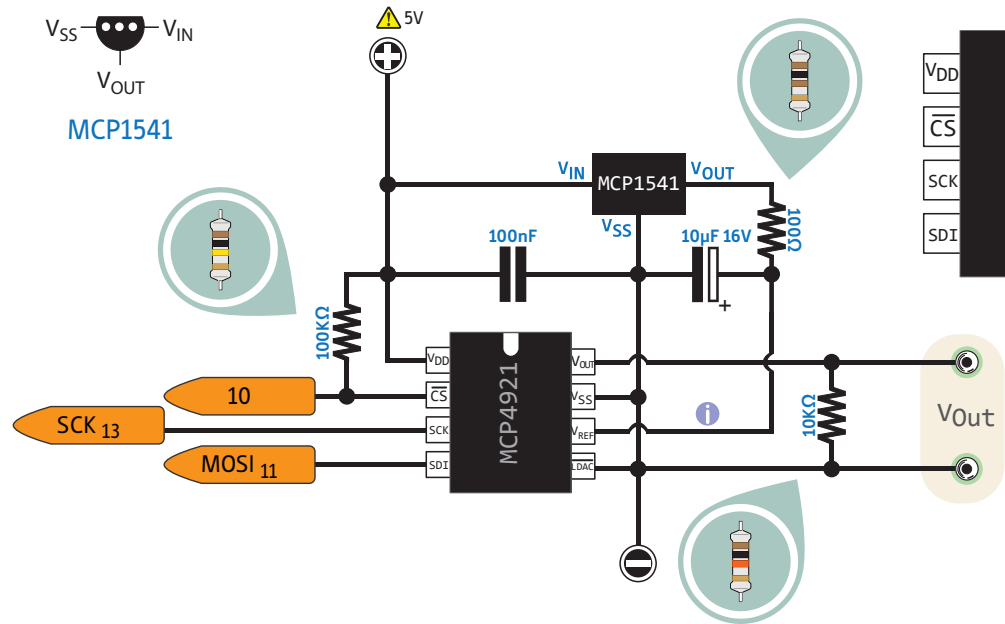 VSS
VIN
VOUT
MCP1541
5V
VIN
MCP1541
VOUT
VSS
100nF
10µF 16V
+
100Ω
100KΩ
VDD
CS
SCK
SDI
MCP4921
VOUT
VSS
VREF
LDAC
10
SCK 13
MOSI 11
i
10KΩ
VOut
VDD
CS
SCK
SDI